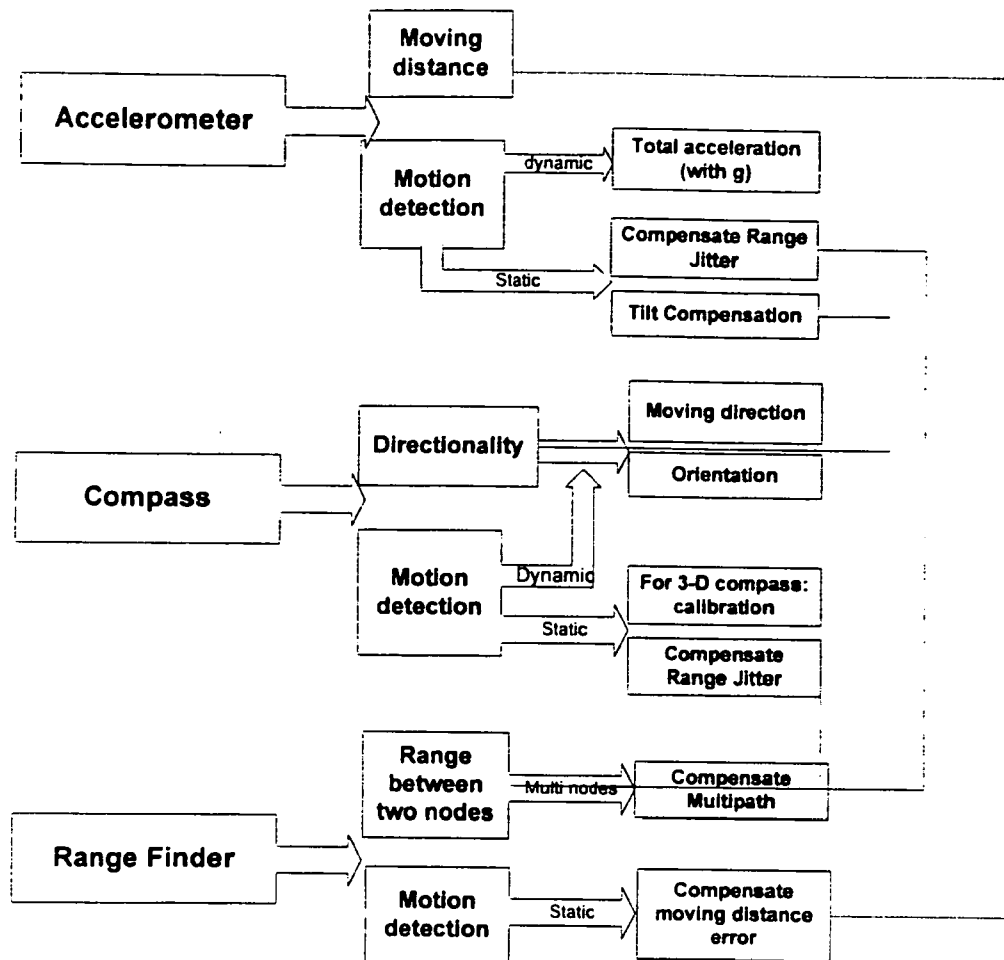 Moving
distance
Accelerometer
Motion
detection
dynamic
Total acceleration
(with g)
Compensate Range
Jitter
Static
Tilt Compensation
Directionality
Moving direction
Orientation
Compass
Motion
detection
Dynamic
For 3-D compass:
calibration
Static
Compensate
Range Jitter
Range
between
two nodes
Multi nodes
Compensate
Multipath
Range Finder
Motion
detection
Static
Compensate
moving distance
error